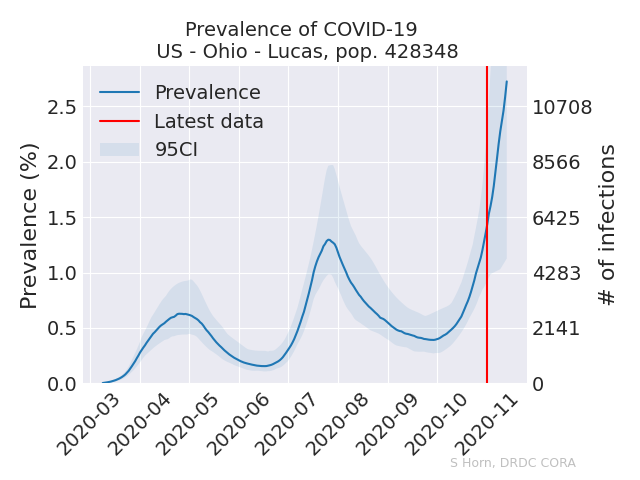 Prevalence of COVID-19
US - Ohio - Lucas, pop. 428348
Prevalence
Latest data
95CI
Prevalence (%)
2.5
2.0
1.5
1.0
0.5
0.0
10708
8566
6425
4283
2141
0
# of infections
2020-03
2020-04
2020-05
2020-06
2020-07
2020-08
2020-09
2020-10
2020-11
S Horn, DRDC CORA